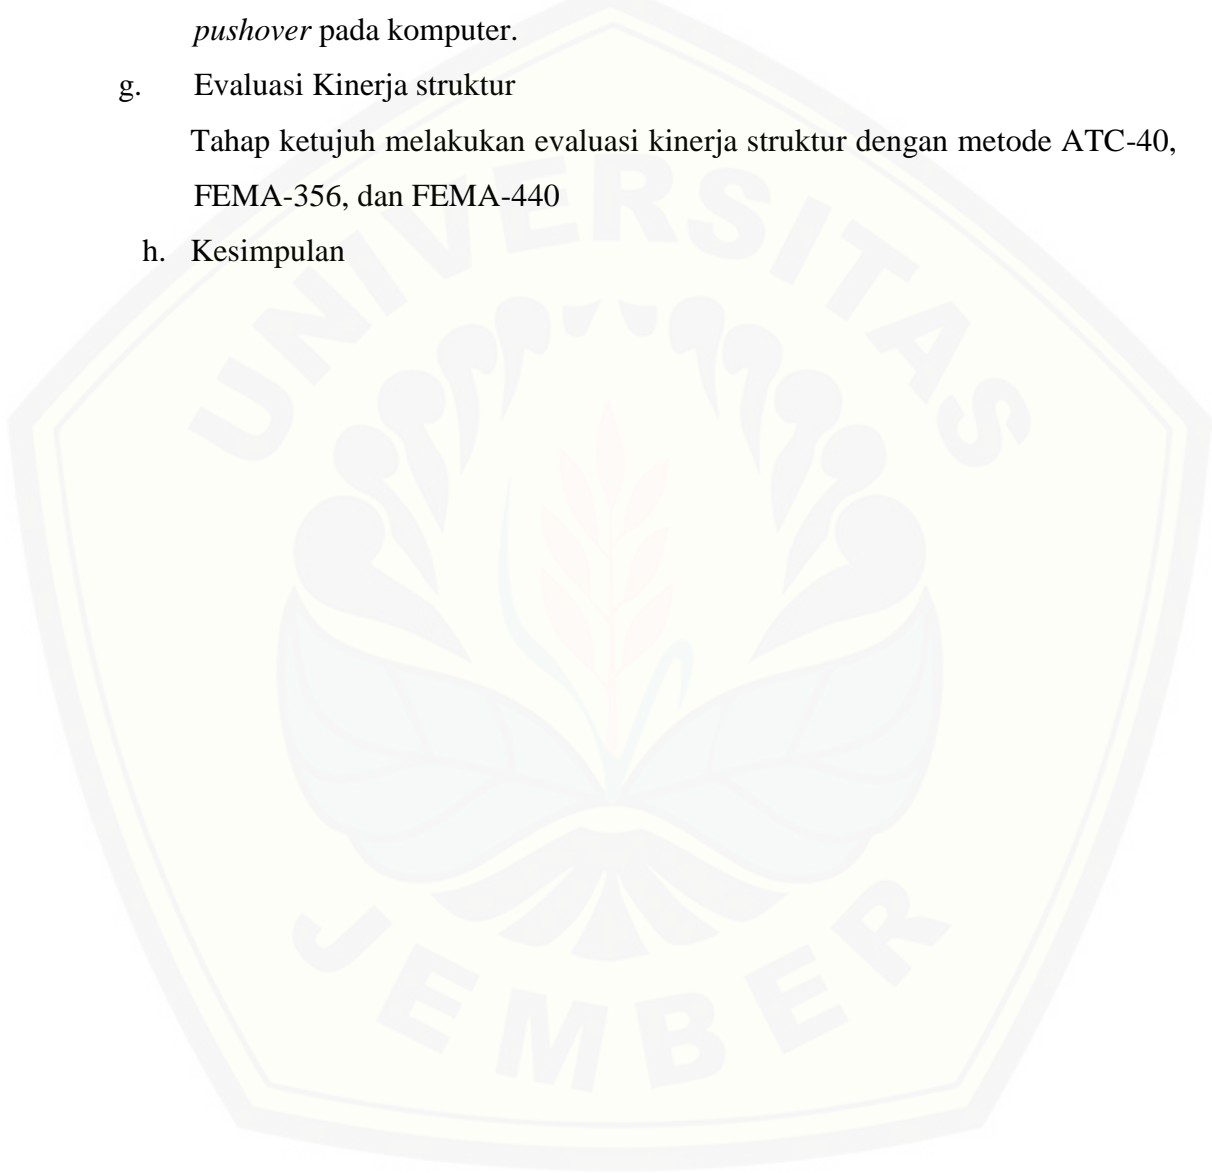 pushover pada komputer.
g. Evaluasi Kinerja struktur
Tahap ketujuh melakukan evaluasi kinerja struktur dengan metode ATC-40,
FEMA-356, dan FEMA-440
h. Kesimpulan
UNIVERSITAS
JEMBER